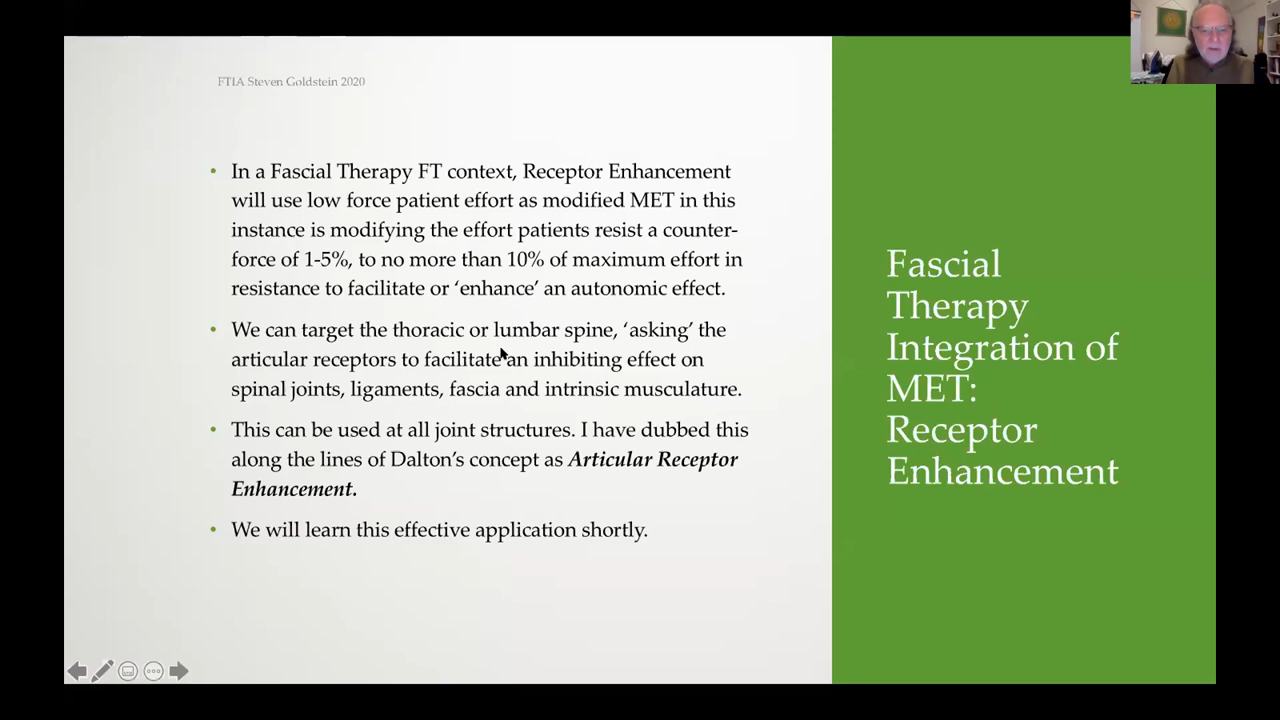 FTIA Steven Goldstein 2020
• In a Fascial Therapy FT context, Receptor Enhancement
will use low force patient effort as modified MET in this
instance is modifying the effort patients resist a counter-
force of 1-5%, to no more than 10% of maximum effort in
resistance to facilitate or ‘enhance’ an autonomic effect.
• We can target the thoracic or lumbar spine, ‘asking’ the
articular receptors to facilitate an inhibiting effect on
spinal joints, ligaments, fascia and intrinsic musculature.
• This can be used at all joint structures. I have dubbed this
along the lines of Dalton’s concept as Articular Receptor
Enhancement.
• We will learn this effective application shortly.
Fascial
Therapy
Integration of
MET:
Receptor
Enhancement